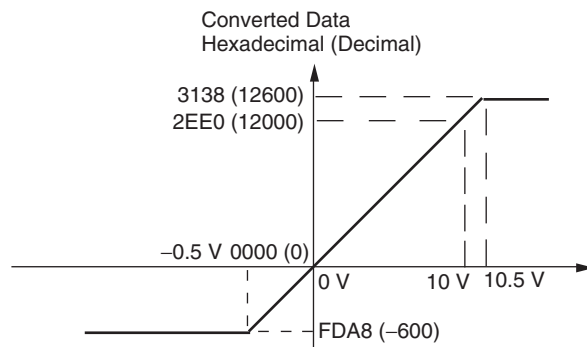 Converted Data
Hexadecimal (Decimal)
3138 (12600)
2EE0 (12000)
−0.5 V 0000 (0)
0 V
10 V
10.5 V
FDA8 (−600)